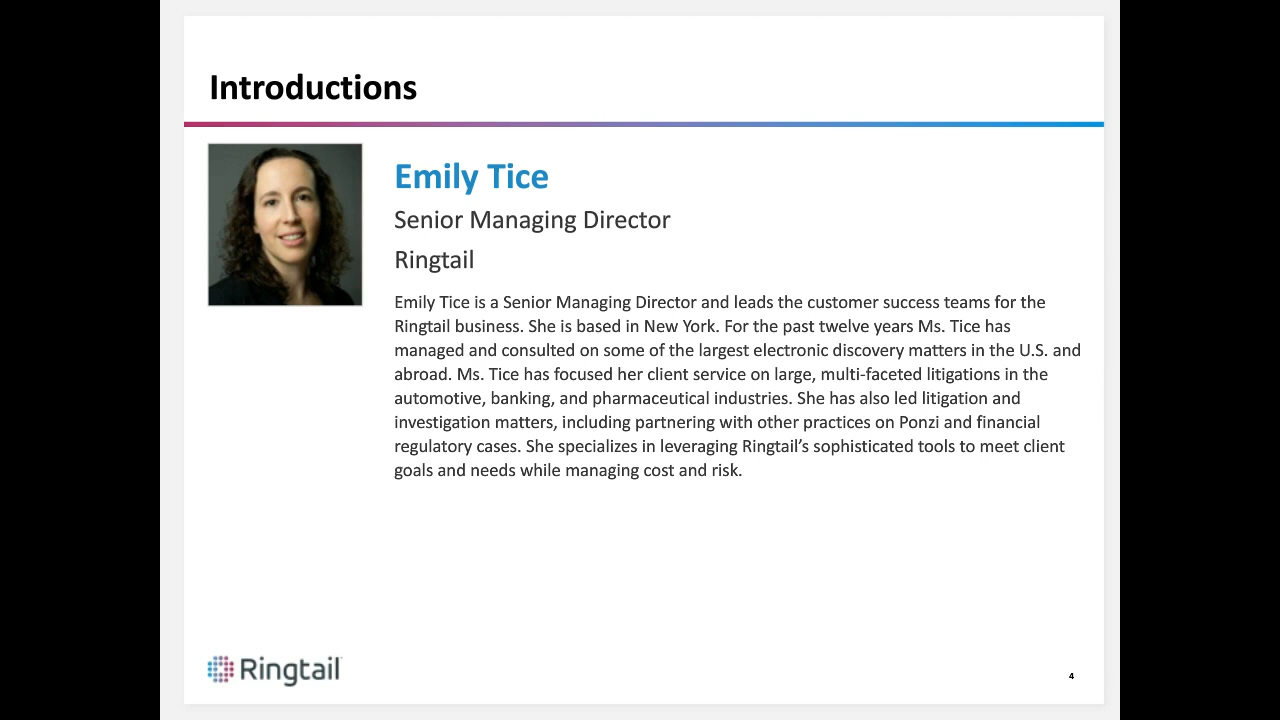 Introductions
Emily Tice
Senior Managing Director
Ringtail
Emily Tice is a Senior Managing Director and leads the customer success teams for the
Ringtail business. She is based in New York. For the past twelve years Ms. Tice has
managed and consulted on some of the largest electronic discovery matters in the U.S. and
abroad. Ms. Tice has focused her client service on large, multi-faceted litigations in the
automotive, banking, and pharmaceutical industries. She has also led litigation and
investigation matters, including partnering with other practices on Ponzi and financial
regulatory cases. She specializes in leveraging Ringtail’s sophisticated tools to meet client
goals and needs while managing cost and risk.
Ringtail
4